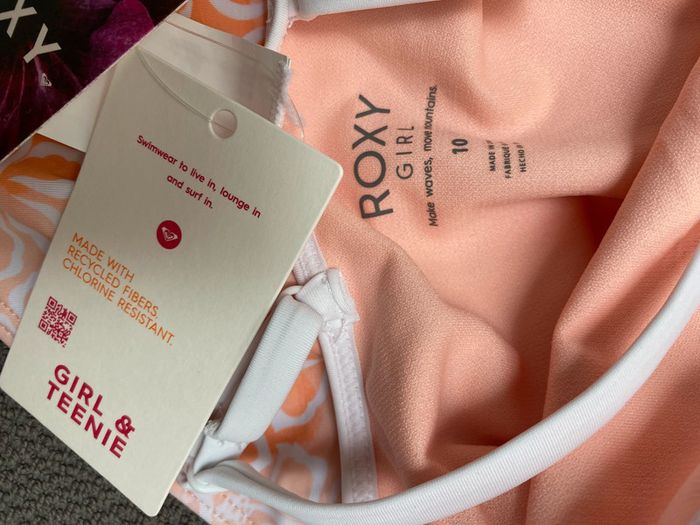 XY
Swimwear to live in, lounge in
and surf in.
MADE WITH
RECYCLED FIBERS.
CHLORINE RESISTANT.
GIRL &
TEENIE
ROXY
GIRL
Make waves, move mountains.
10
MADE IN
FABRIQUÉ
HECHO